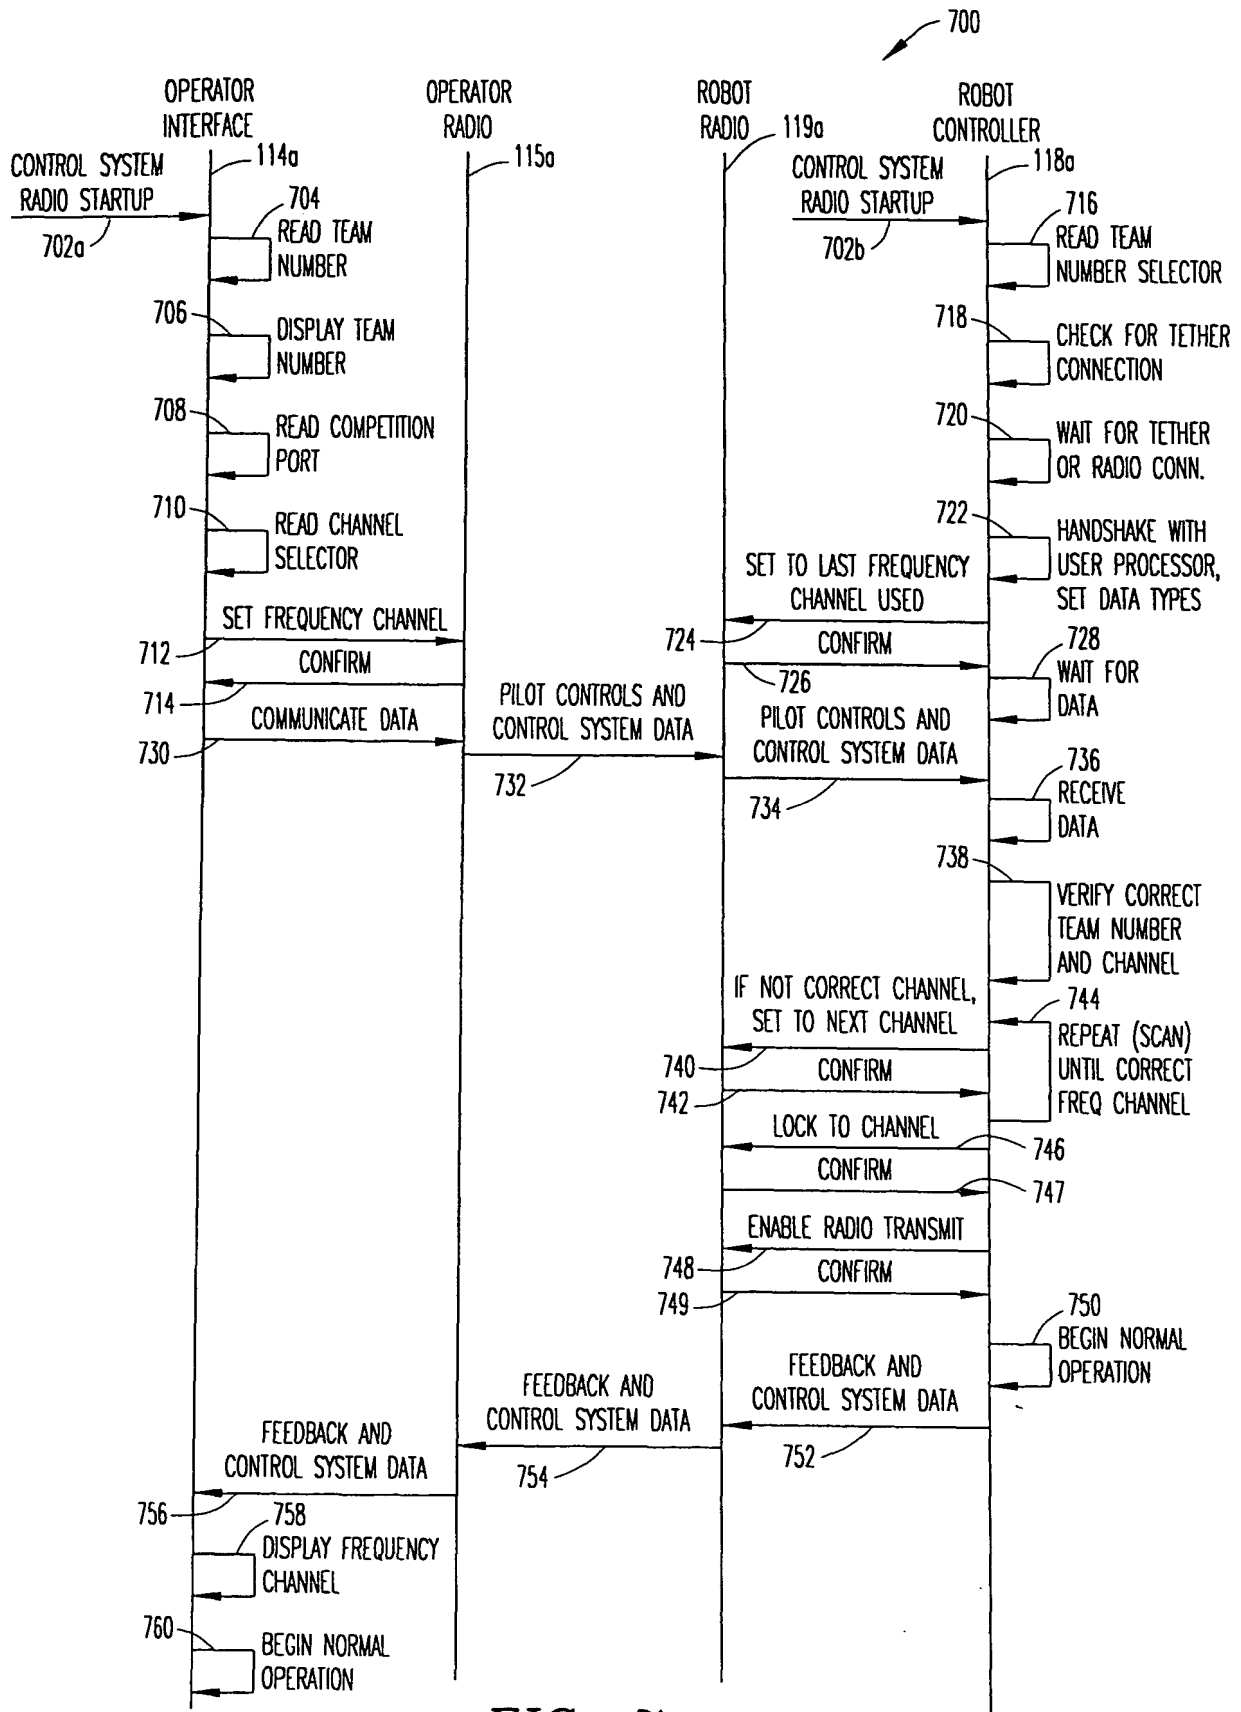 700
OPERATOR
INTERFACE
OPERATOR
RADIO
ROBOT
RADIO
ROBOT
CONTROLLER
114a
115a
119a
118a
CONTROL SYSTEM
RADIO STARTUP
702a
704
READ TEAM
NUMBER
706
DISPLAY TEAM
NUMBER
708
READ COMPETITION
PORT
710
READ CHANNEL
SELECTOR
CONTROL SYSTEM
RADIO STARTUP
702b
716
READ TEAM
NUMBER SELECTOR
718
CHECK FOR TETHER
CONNECTION
720
WAIT FOR TETHER
OR RADIO CONN.
722
HANDSHAKE WITH
USER PROCESSOR,
SET DATA TYPES
SET FREQUENCY CHANNEL
712
CONFIRM
714
SET TO LAST FREQUENCY
CHANNEL USED
724
CONFIRM
726
728
WAIT FOR
DATA
COMMUNICATE DATA
730
PILOT CONTROLS AND
CONTROL SYSTEM DATA
732
PILOT CONTROLS AND
CONTROL SYSTEM DATA
734
736
RECEIVE
DATA
738
VERIFY CORRECT
TEAM NUMBER
AND CHANNEL
IF NOT CORRECT CHANNEL,
SET TO NEXT CHANNEL
740
CONFIRM
742
744
REPEAT (SCAN)
UNTIL CORRECT
FREQ CHANNEL
LOCK TO CHANNEL
746
CONFIRM
747
ENABLE RADIO TRANSMIT
748
CONFIRM
749
750
BEGIN NORMAL
OPERATION
FEEDBACK AND
CONTROL SYSTEM DATA
752
FEEDBACK AND
CONTROL SYSTEM DATA
754
FEEDBACK AND
CONTROL SYSTEM DATA
756
758
DISPLAY FREQUENCY
CHANNEL
760
BEGIN NORMAL
OPERATION